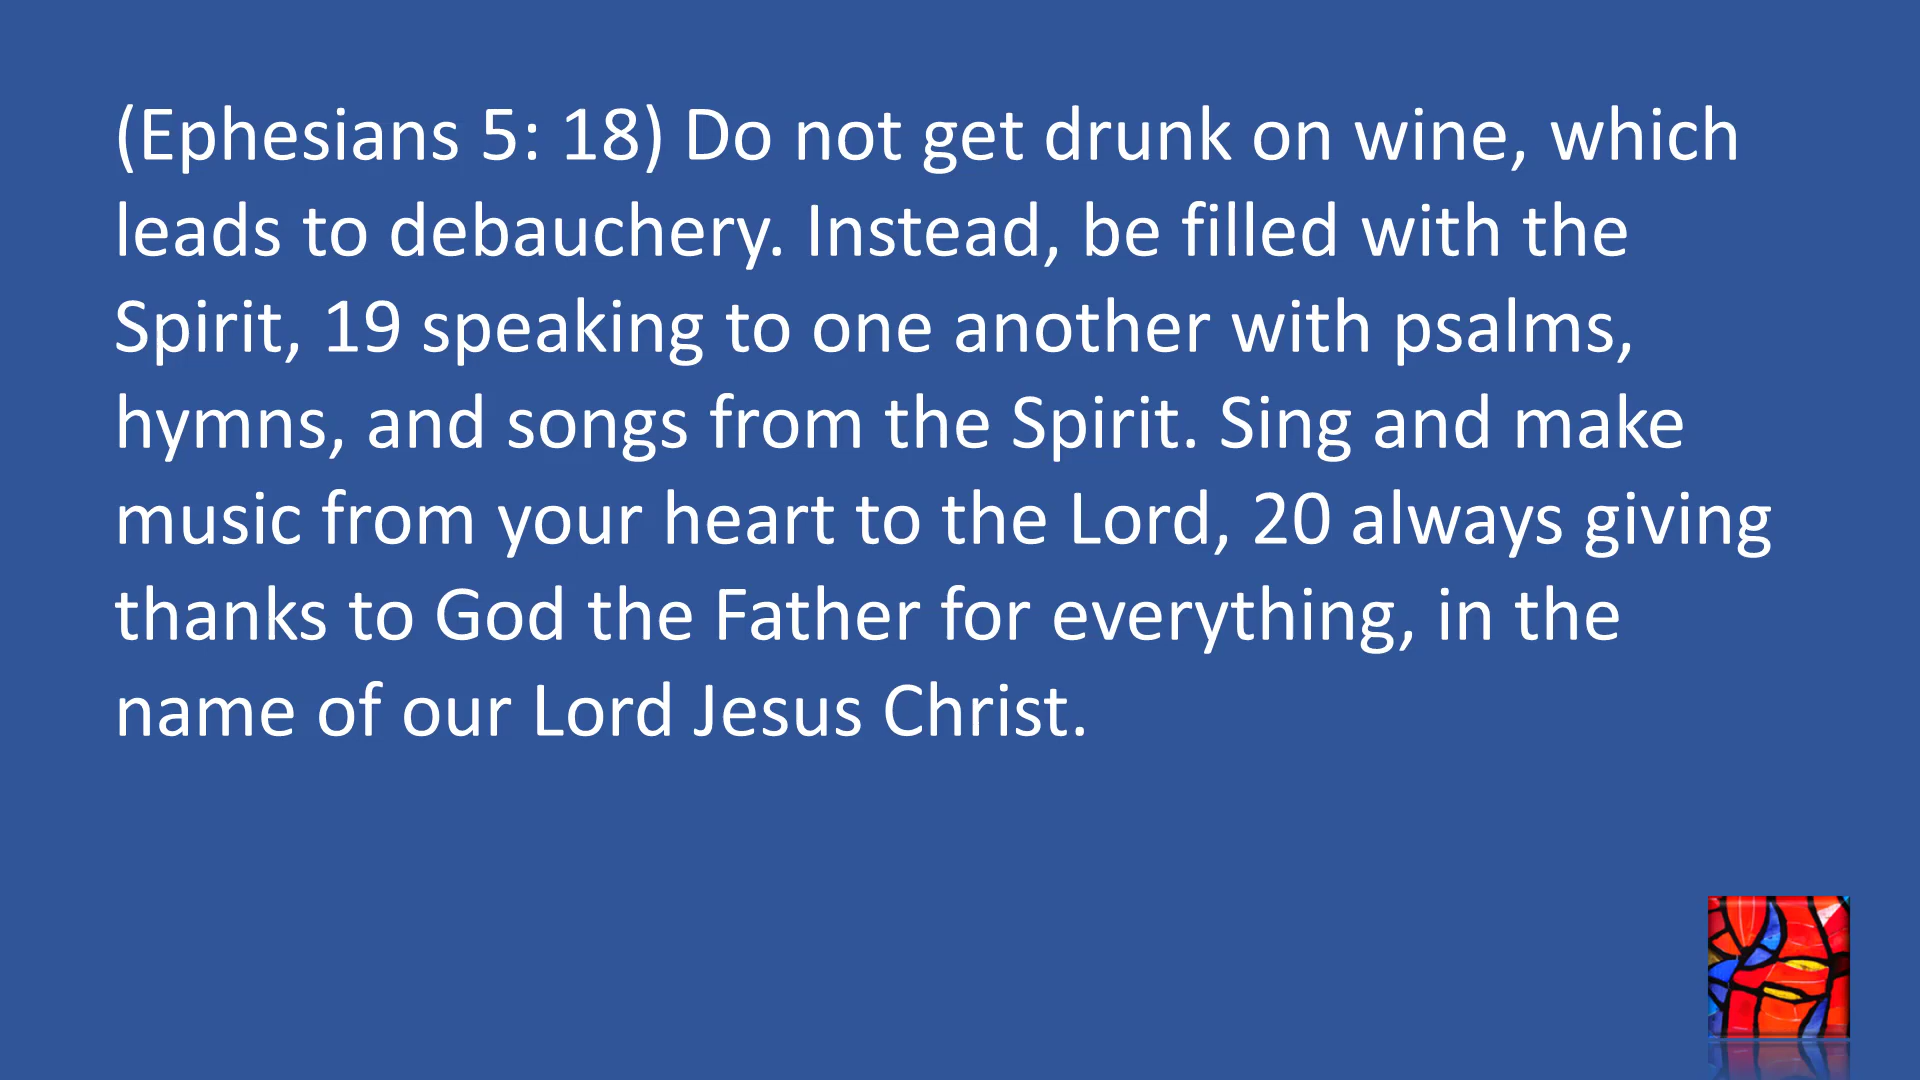 (Ephesians 5: 18) Do not get drunk on wine, which
leads to debauchery. Instead, be filled with the
Spirit, 19 speaking to one another with psalms,
hymns, and songs from the Spirit. Sing and make
music from your heart to the Lord, 20 always giving
thanks to God the Father for everything, in the
name of our Lord Jesus Christ.